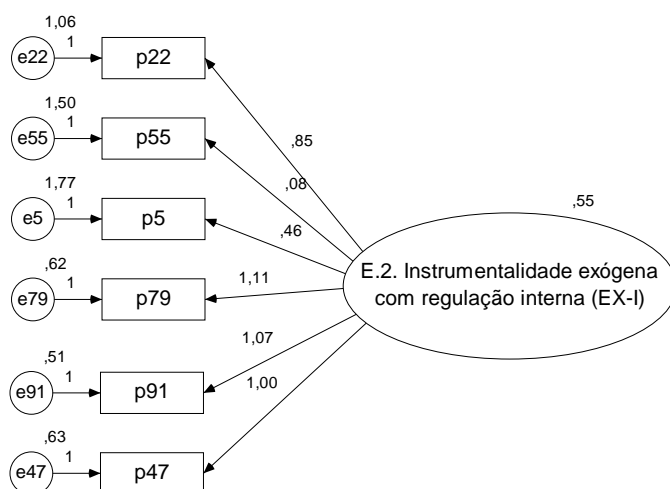 1,06
1
e22
p22
,85
1,50
1
e55
p55
,08
1,77
1
e5
p5
,46
,55
E.2. Instrumentalidade exógena
com regulação interna (EX-I)
,62
1
e79
p79
1,11
,51
1
e91
p91
1,07
,63
1
e47
p47
1,00